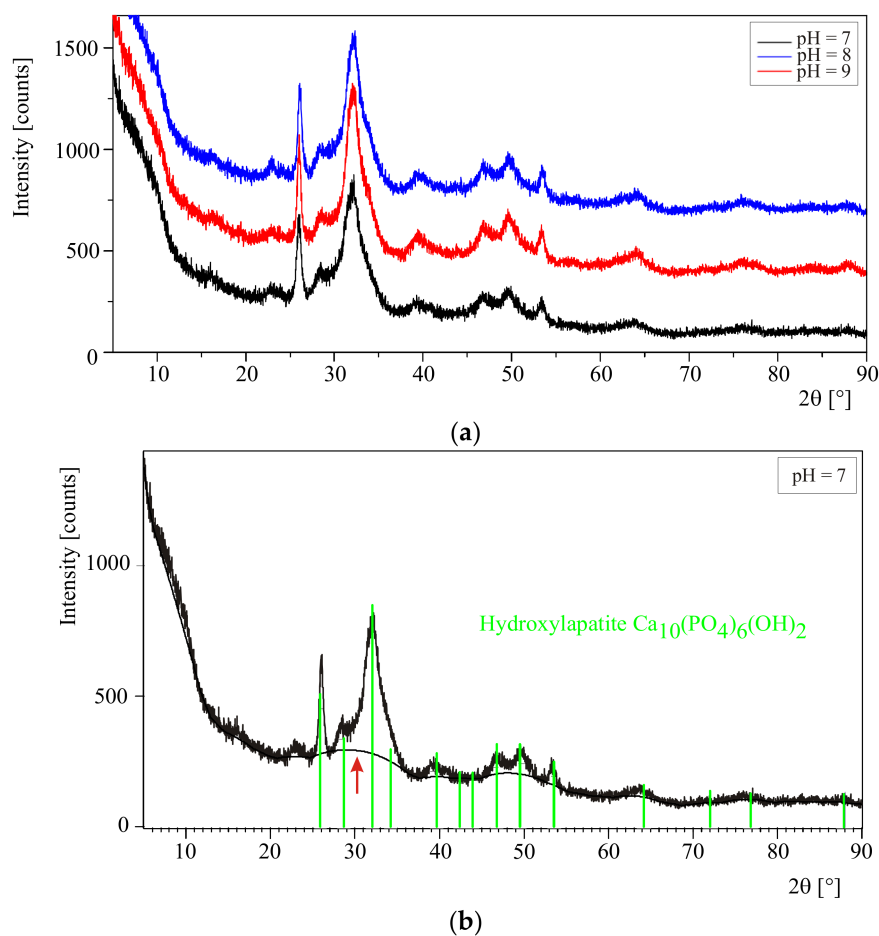 1500
1000
500
0
Intensity [counts]
pH = 7
pH = 8
pH = 9
10 20 30 40 50 60 70 80 90
2θ [°]
(a)
1000
500
0
Intensity [counts]
pH = 7
Hydroxylapatite Ca10(PO4)6(OH)2
10 20 30 40 50 60 70 80 90
2θ [°]
(b)